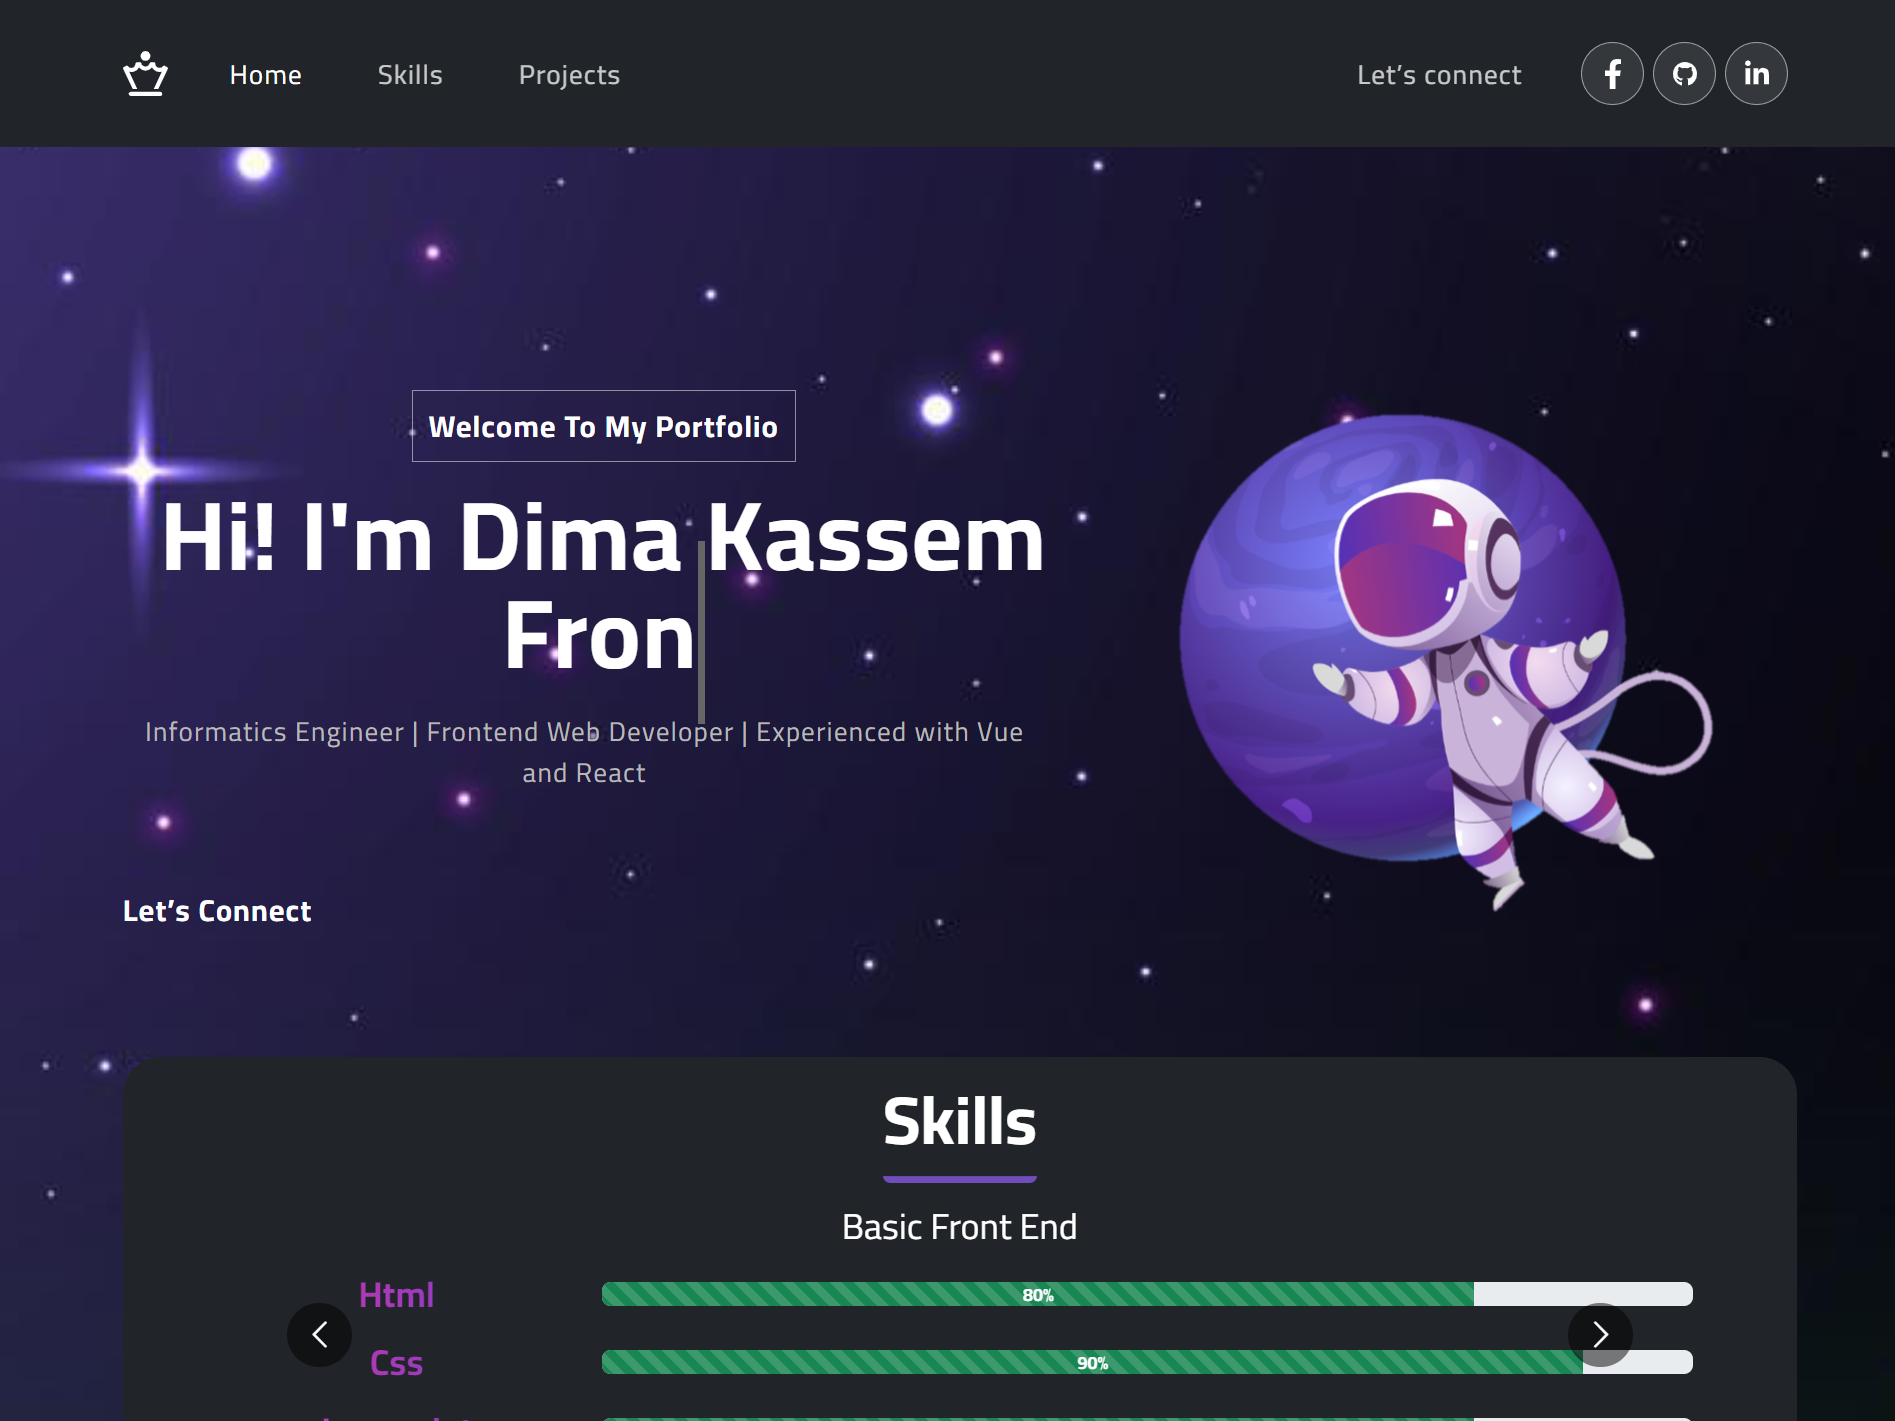 Home Skills Projects Let's connect
Welcome To My Portfolio
Hi! I'm Dima Kassem
Fron
Informatics Engineer | Frontend Web Developer | Experienced with Vue
and React
Let's Connect
Skills
Basic Front End
Html 80%
Css 90%